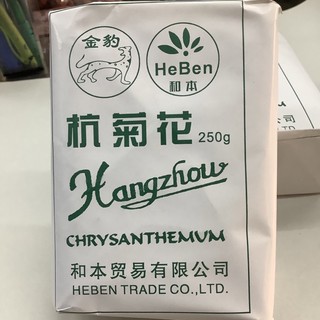 金豹
HeBen
和本
杭菊花 250g
Hangzhou
CHRYSANTHEMUM
和本贸易有限公司
HEBEN TRADE CO.,LTD.